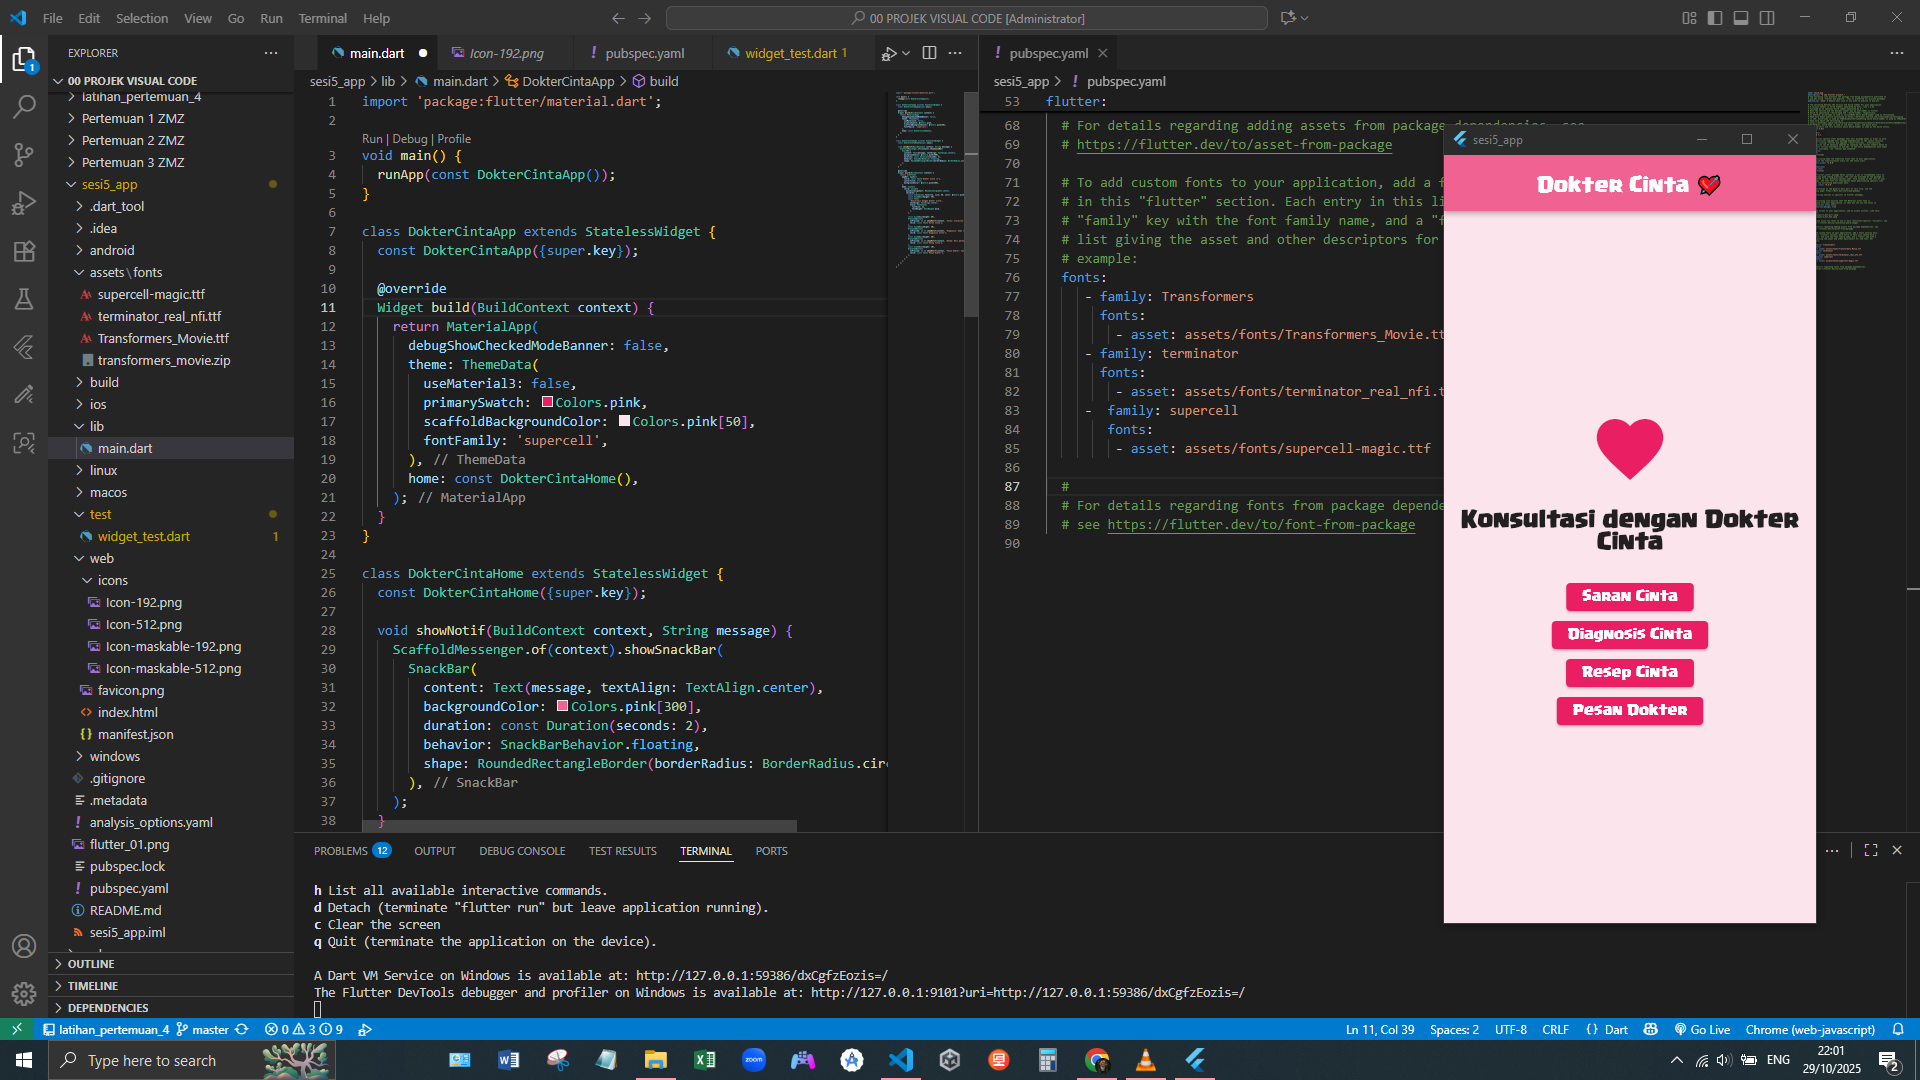 File Edit Selection View Go Run Terminal Help
00 PROJEK VISUAL CODE [Administrator]
EXPLORER
00 PROJEK VISUAL CODE
latihan_pertemuan_4
Pertemuan 1 ZMZ
Pertemuan 2 ZMZ
Pertemuan 3 ZMZ
sesi5_app
.dart_tool
.idea
android
assets\fonts
supercell-magic.ttf
terminator_real_nfi.ttf
Transformers_Movie.ttf
transformers_movie.zip
build
ios
lib
main.dart
linux
macos
test
widget_test.dart 1
web
icons
Icon-192.png
Icon-512.png
Icon-maskable-192.png
Icon-maskable-512.png
favicon.png
index.html
manifest.json
windows
.gitignore
.metadata
analysis_options.yaml
flutter_01.png
pubspec.lock
pubspec.yaml
README.md
sesi5_app.iml
OUTLINE
TIMELINE
DEPENDENCIES
main.dart Icon-192.png pubspec.yaml widget_test.dart 1
sesi5_app > lib > main.dart > DokterCintaApp > build
1 import 'package:flutter/material.dart';
2
Run | Debug | Profile
3 void main() {
4 runApp(const DokterCintaApp());
5 }
6
7 class DokterCintaApp extends StatelessWidget {
8 const DokterCintaApp({super.key});
9
10 @override
11 Widget build(BuildContext context) {
12 return MaterialApp(
13 debugShowCheckedModeBanner: false,
14 theme: ThemeData(
15 useMaterial3: false,
16 primarySwatch: Colors.pink,
17 scaffoldBackgroundColor: Colors.pink[50],
18 fontFamily: 'supercell',
19 ), // ThemeData
20 home: const DokterCintaHome(),
21 ); // MaterialApp
22 }
23 }
24
25 class DokterCintaHome extends StatelessWidget {
26 const DokterCintaHome({super.key});
27
28 void showNotif(BuildContext context, String message) {
29 ScaffoldMessenger.of(context).showSnackBar(
30 SnackBar(
31 content: Text(message, textAlign: TextAlign.center),
32 backgroundColor: Colors.pink[300],
33 duration: const Duration(seconds: 2),
34 behavior: SnackBarBehavior.floating,
35 shape: RoundedRectangleBorder(borderRadius: BorderRadius.cir
36 ), // SnackBar
37 );
38 }
pubspec.yaml
sesi5_app > pubspec.yaml
53 flutter:
68 # For details regarding adding assets from package dependencies, see
69 # https://flutter.dev/to/asset-from-package
70
71 # To add custom fonts to your application, add a f
72 # in this "flutter" section. Each entry in this li
73 # "family" key with the font family name, and a "f
74 # list giving the asset and other descriptors for
75 # example:
76 fonts:
77 - family: Transformers
78 fonts:
79 - asset: assets/fonts/Transformers_Movie.tt
80 - family: terminator
81 fonts:
82 - asset: assets/fonts/terminator_real_nfi.t
83 - family: supercell
84 fonts:
85 - asset: assets/fonts/supercell-magic.ttf
86
87 #
88 # For details regarding fonts from package depende
89 # see https://flutter.dev/to/font-from-package
90
sesi5_app
Dokter Cinta
Konsultasi dengan Dokter
Cinta
Saran Cinta
Diagnosis Cinta
Resep Cinta
Pesan Dokter
PROBLEMS 12 OUTPUT DEBUG CONSOLE TEST RESULTS TERMINAL PORTS
h List all available interactive commands.
d Detach (terminate "flutter run" but leave application running).
c Clear the screen
q Quit (terminate the application on the device).
A Dart VM Service on Windows is available at: http://127.0.0.1:59386/dxCgfzEozis=/
The Flutter DevTools debugger and profiler on Windows is available at: http://127.0.0.1:9101?uri=http://127.0.0.1:59386/dxCgfzEozis=/
latihan_pertemuan_4 master 0 3 9
Ln 11, Col 39 Spaces: 2 UTF-8 CRLF {} Dart Go Live Chrome (web-javascript)
Type here to search
zoom
ENG
22:01
29/10/2025
2